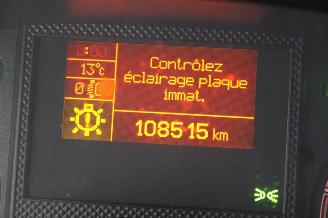 0:00
13°C
Contrôlez
éclairage plaque
immat.
0
108515 km